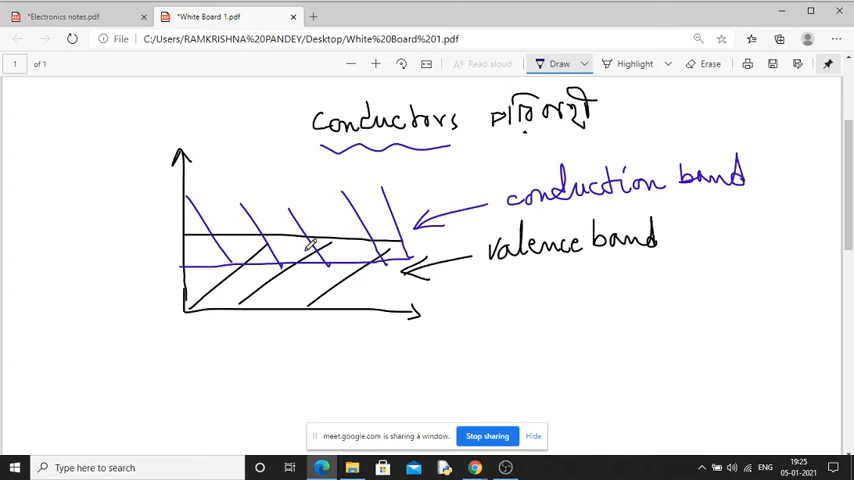 *Electronics notes.pdf
*White Board 1.pdf
File C:/Users/RAMKRISHNA%20PANDEY/Desktop/White%20Board%201.pdf
1 of 1
Read aloud
Draw
Highlight
Erase
conductors
conduction band
valence band
meet.google.com is sharing a window.
Stop sharing
Hide
Type here to search
ENG
19:25
05-01-2021